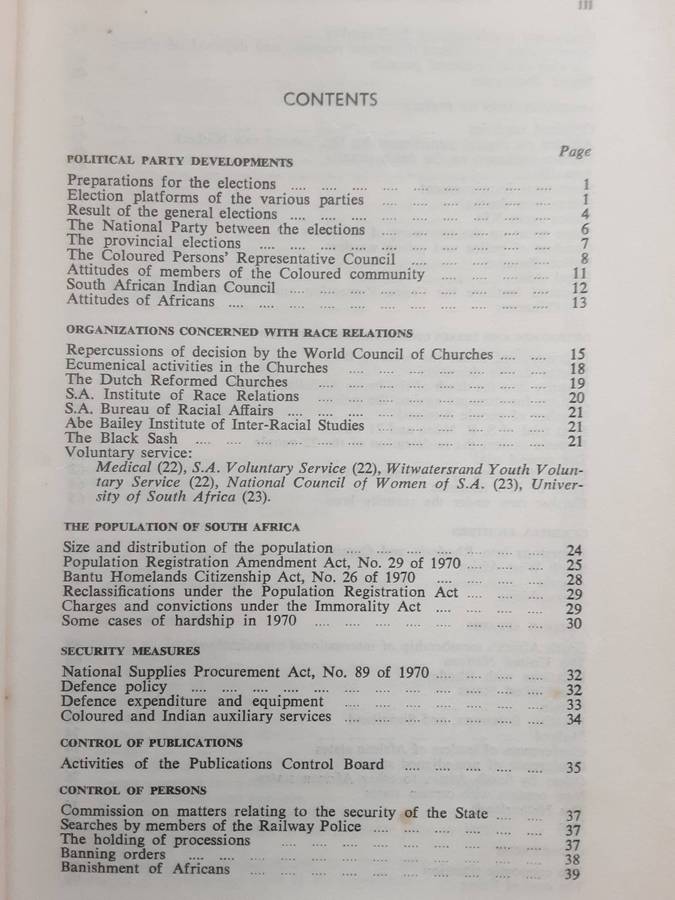 III
CONTENTS
Page
POLITICAL PARTY DEVELOPMENTS
Preparations for the elections .... .... .... .... .... .... .... .... .... 1
Election platforms of the various parties .... .... .... .... .... .... 1
Result of the general elections .... .... .... .... .... .... .... .... .... 4
The National Party between the elections .... .... .... .... .... .... 6
The provincial elections .... .... .... .... .... .... .... .... .... .... 7
The Coloured Persons' Representative Council .... .... .... .... .... 8
Attitudes of members of the Coloured community .... .... .... .... 11
South African Indian Council .... .... .... .... .... .... .... .... .... 12
Attitudes of Africans .... .... .... .... .... .... .... .... .... .... .... 13
ORGANIZATIONS CONCERNED WITH RACE RELATIONS
Repercussions of decision by the World Council of Churches .... .... 15
Ecumenical activities in the Churches .... .... .... .... .... .... .... 18
The Dutch Reformed Churches .... .... .... .... .... .... .... .... 19
S.A. Institute of Race Relations .... .... .... .... .... .... .... .... 20
S.A. Bureau of Racial Affairs .... .... .... .... .... .... .... .... .... 21
Abe Bailey Institute of Inter-Racial Studies .... .... .... .... .... .... 21
The Black Sash .... .... .... .... .... .... .... .... .... .... .... .... 21
Voluntary service:
Medical (22), S.A. Voluntary Service (22), Witwatersrand Youth Volun-
tary Service (22), National Council of Women of S.A. (23), Univer-
sity of South Africa (23).
THE POPULATION OF SOUTH AFRICA
Size and distribution of the population .... .... .... .... .... .... .... 24
Population Registration Amendment Act, No. 29 of 1970 .... .... .... 25
Bantu Homelands Citizenship Act, No. 26 of 1970 .... .... .... .... 28
Reclassifications under the Population Registration Act .... .... .... 29
Charges and convictions under the Immorality Act .... .... .... .... 29
Some cases of hardship in 1970 .... .... .... .... .... .... .... .... 30
SECURITY MEASURES
National Supplies Procurement Act, No. 89 of 1970 .... .... .... .... 32
Defence policy .... .... .... .... .... .... .... .... .... .... .... .... 32
Defence expenditure and equipment .... .... .... .... .... .... .... 33
Coloured and Indian auxiliary services .... .... .... .... .... .... .... 34
CONTROL OF PUBLICATIONS
Activities of the Publications Control Board .... .... .... .... .... 35
CONTROL OF PERSONS
Commission on matters relating to the security of the State .... .... 37
Searches by members of the Railway Police .... .... .... .... .... .... 37
The holding of processions .... .... .... .... .... .... .... .... .... 37
Banning orders .... .... .... .... .... .... .... .... .... .... .... .... 38
Banishment of Africans .... .... .... .... .... .... .... .... .... .... 39